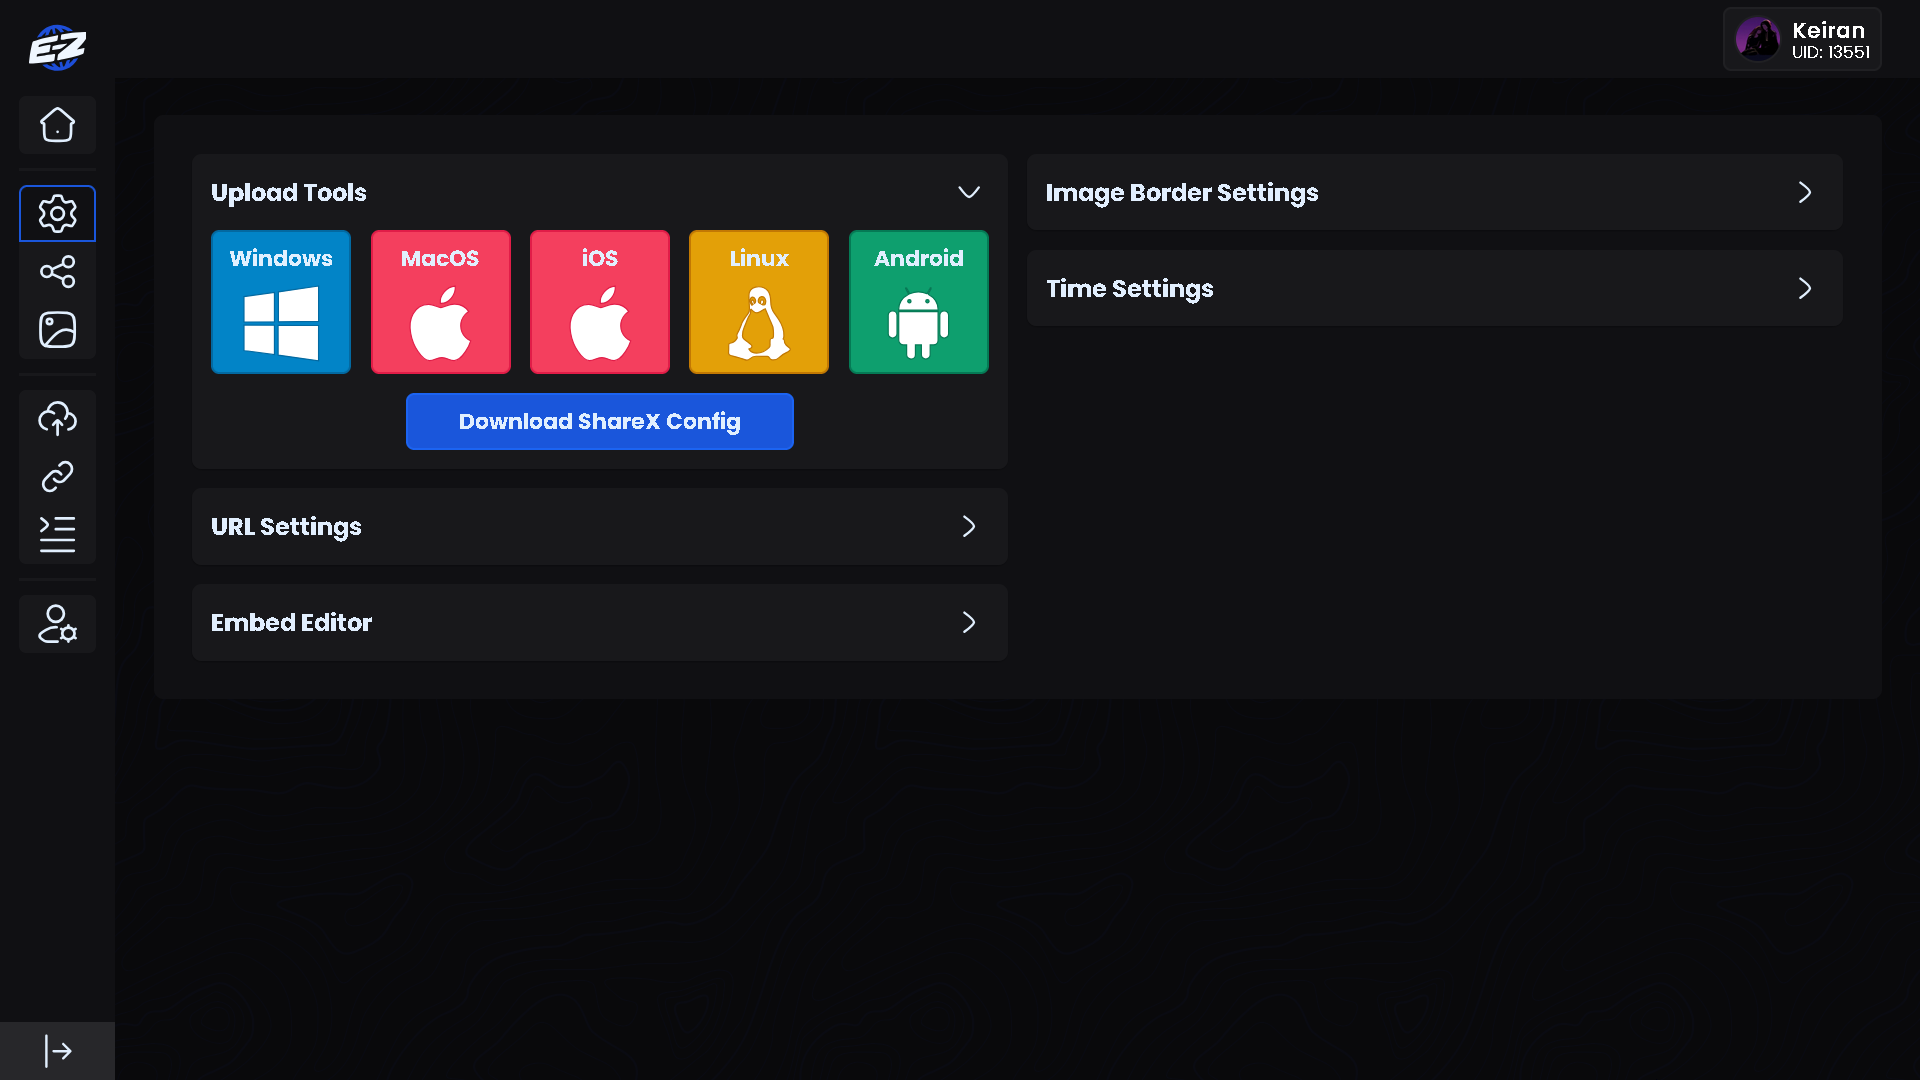 E-Z
Keiran
UID: 13551
Upload Tools
Windows
MacOS
iOS
Linux
Android
Download ShareX Config
URL Settings
Embed Editor
Image Border Settings
Time Settings